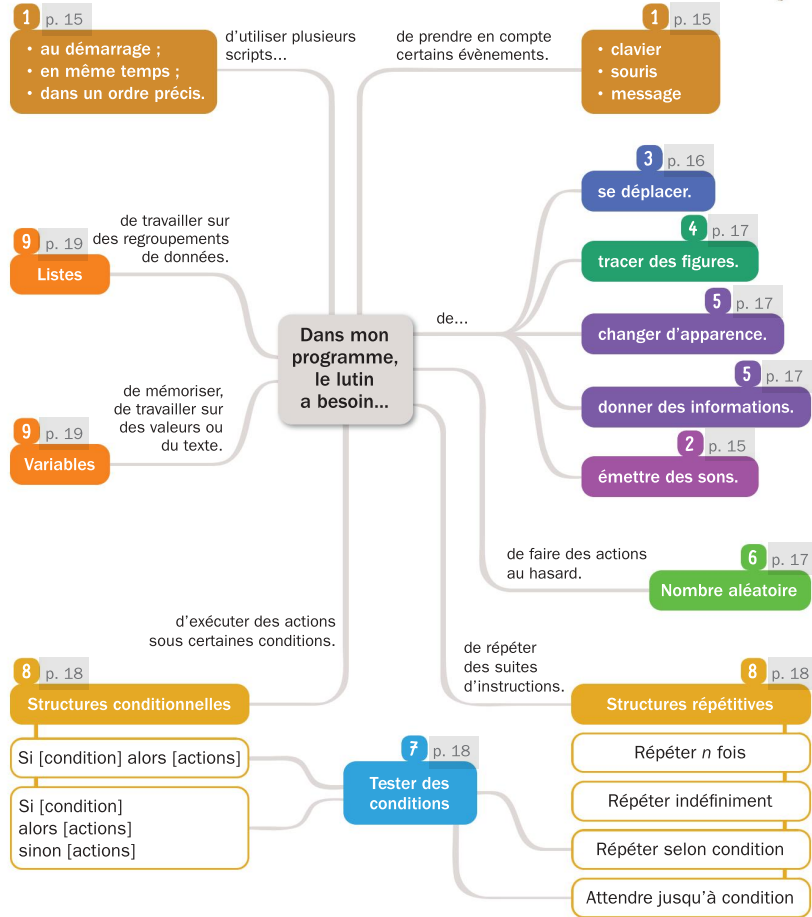 1 p. 15
• au démarrage ;
• en même temps ;
• dans un ordre précis.
d’utiliser plusieurs
scripts...
de prendre en compte
certains évènements.
1 p. 15
• clavier
• souris
• message
3 p. 16
se déplacer.
4 p. 17
tracer des figures.
5 p. 17
changer d’apparence.
5 p. 17
donner des informations.
2 p. 15
émettre des sons.
de...
de travailler sur
des regroupements
de données.
9 p. 19
Listes
Dans mon
programme,
le lutin
a besoin...
de mémoriser,
de travailler sur
des valeurs ou
du texte.
9 p. 19
Variables
de faire des actions
au hasard.
6 p. 17
Nombre aléatoire
d’exécuter des actions
sous certaines conditions.
8 p. 18
Structures conditionnelles
Si [condition] alors [actions]
Si [condition]
alors [actions]
sinon [actions]
7 p. 18
Tester des
conditions
de répéter
des suites
d’instructions.
8 p. 18
Structures répétitives
Répéter n fois
Répéter indéfiniment
Répéter selon condition
Attendre jusqu’à condition